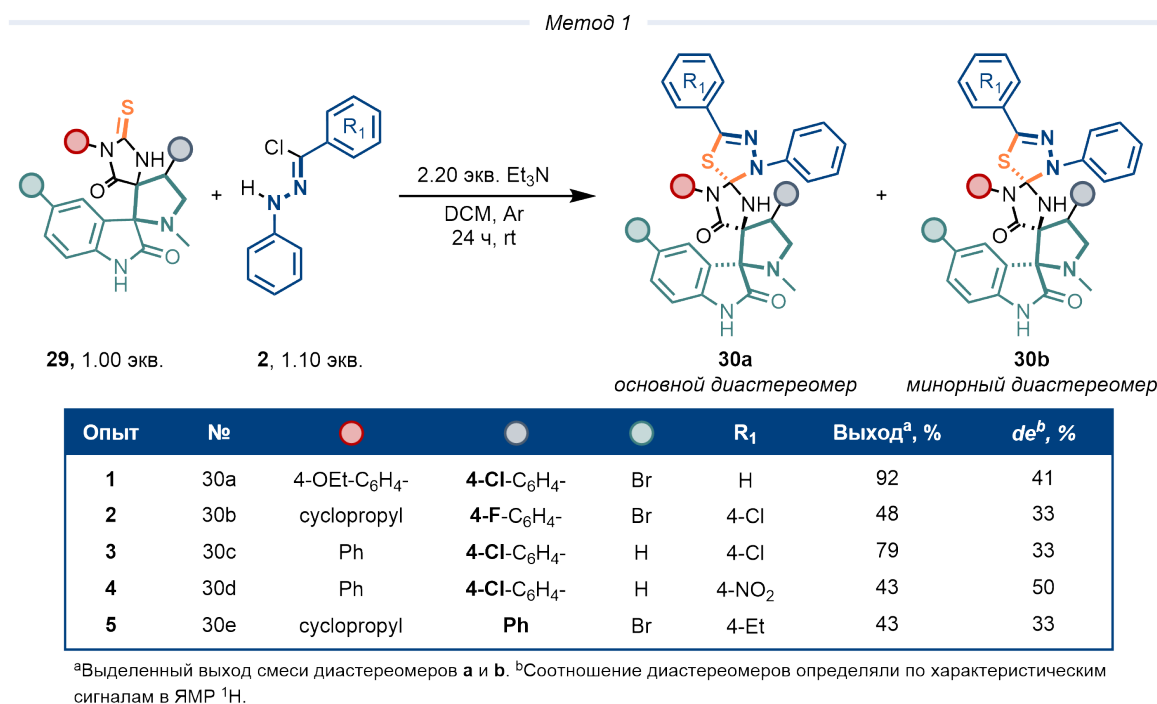 Метод 1
R1
S
N
NH
O
N
O
N
H
+
Cl
R1
H
N
N
2.20 экв. Et3N
DCM, Ar
24 ч, rt
R1
S
N
N
N
NH
O
N
O
N
H
+
R1
S
N
N
N
NH
O
N
O
N
H
29, 1.00 экв.
2, 1.10 экв.
30a
основной диастереомер
30b
минорный диастереомер
Опыт № R1 Выходa, % deb, %
1 30a 4-OEt-C6H4- 4-Cl-C6H4- Br H 92 41
2 30b cyclopropyl 4-F-C6H4- Br 4-Cl 48 33
3 30c Ph 4-Cl-C6H4- H 4-Cl 79 33
4 30d Ph 4-Cl-C6H4- H 4-NO2 43 50
5 30e cyclopropyl Ph Br 4-Et 43 33
aВыделенный выход смеси диастереомеров a и b. bСоотношение диастереомеров определяли по характеристическим
сигналам в ЯМР 1H.